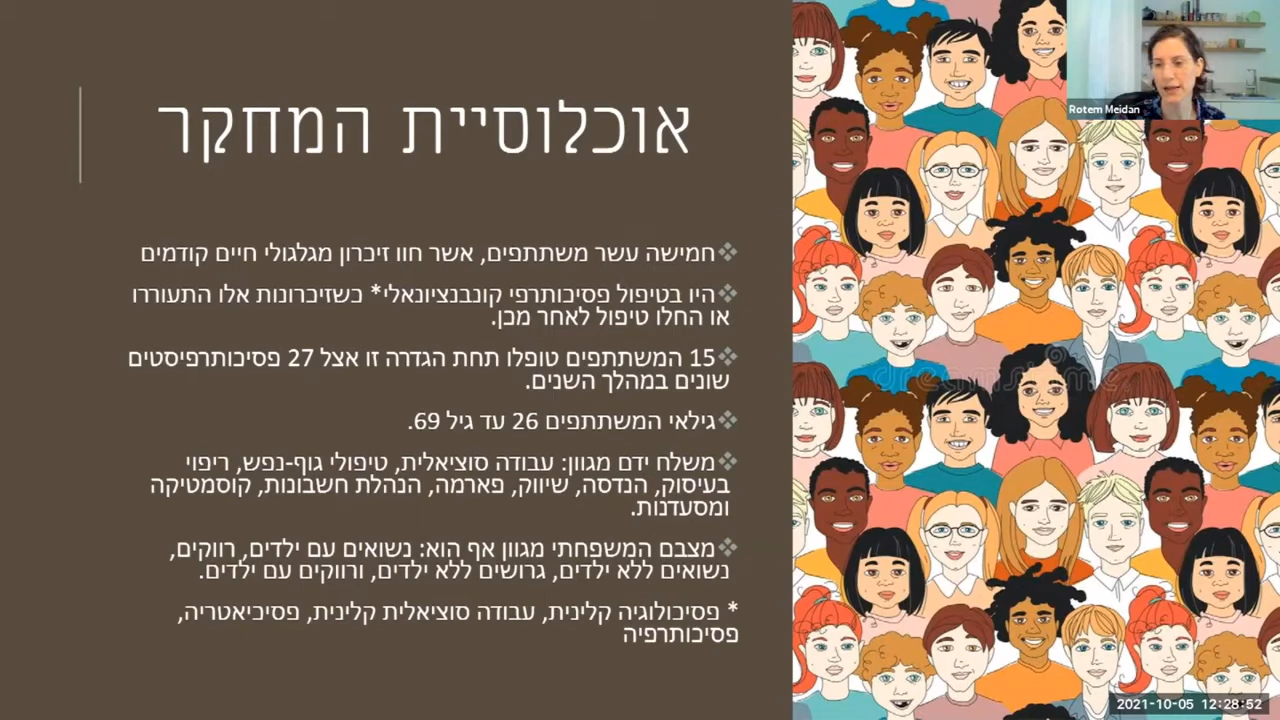 אוכלוסיית המחקר
חמישה עשר משתתפים, אשר חוו זיכרון מגלגולי חיים קודמים
היו בטיפול פסיכותרפי קונבנציונאלי* כשזיכרונות אלו התעוררו
או החלו טיפול לאחר מכן.
15 המשתתפים טופלו תחת הגדרה זו אצל 27 פסיכותרפיסטים
שונים במהלך השנים.
גילאי המשתתפים 26 עד גיל 69.
משלח ידם מגוון: עבודה סוציאלית, טיפולי גוף-נפש, ריפוי
בעיסוק, הנדסה, שיווק, פארמה, הנהלת חשבונות, קוסמטיקה
ומסעדנות.
מצבם המשפחתי מגוון אף הוא: נשואים עם ילדים, רווקים,
נשואים ללא ילדים, גרושים ללא ילדים, ורווקים עם ילדים.
* פסיכולוגיה קלינית, עבודה סוציאלית קלינית, פסיכיאטריה,
פסיכותרפיה
Rotem Meidan
dreamstime
2021-10-05 12:28:52